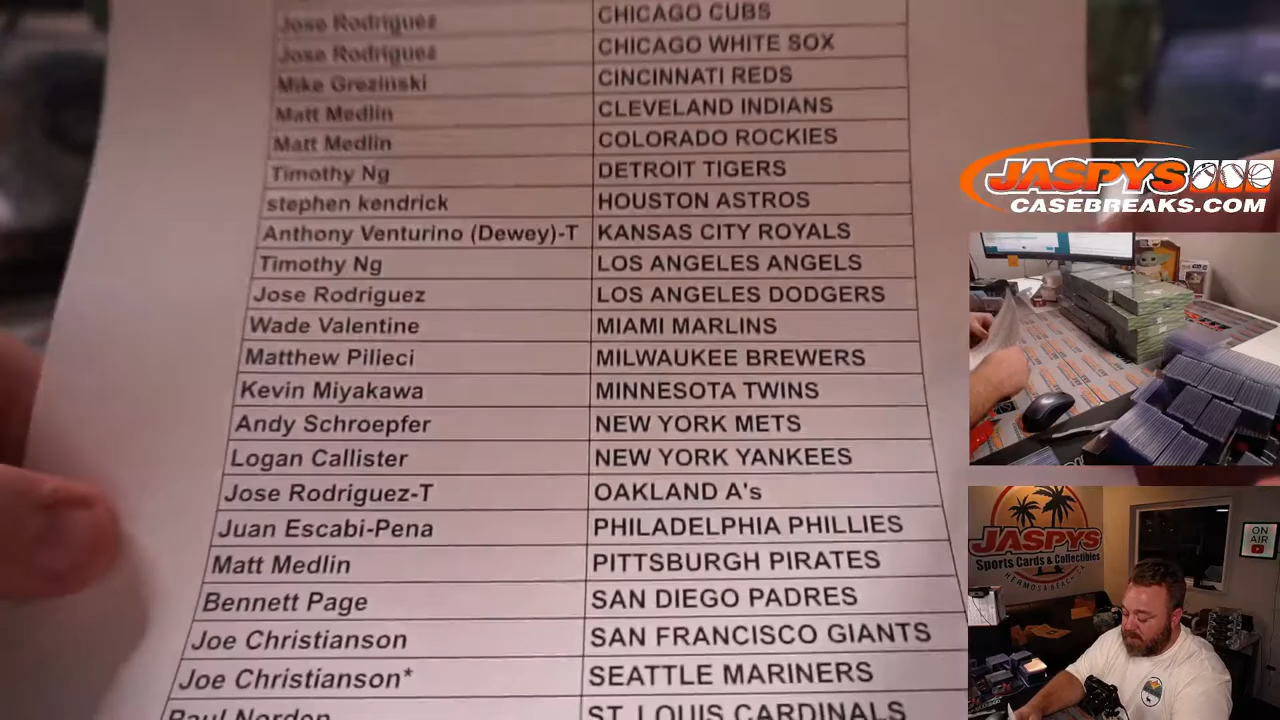 Jose Rodriguez CHICAGO CUBS
Jose Rodriguez CHICAGO WHITE SOX
Mike Grezinski CINCINNATI REDS
Matt Medlin CLEVELAND INDIANS
Matt Medlin COLORADO ROCKIES
Timothy Ng DETROIT TIGERS
stephen kendrick HOUSTON ASTROS
Anthony Venturino (Dewey)-T KANSAS CITY ROYALS
Timothy Ng LOS ANGELES ANGELS
Jose Rodriguez LOS ANGELES DODGERS
Wade Valentine MIAMI MARLINS
Matthew Pilieci MILWAUKEE BREWERS
Kevin Miyakawa MINNESOTA TWINS
Andy Schroepfer NEW YORK METS
Logan Callister NEW YORK YANKEES
Jose Rodriguez-T OAKLAND A's
Juan Escabi-Pena PHILADELPHIA PHILLIES
Matt Medlin PITTSBURGH PIRATES
Bennett Page SAN DIEGO PADRES
Joe Christianson SAN FRANCISCO GIANTS
Joe Christianson* SEATTLE MARINERS
Paul Norden ST. LOUIS CARDINALS
JASPYS
CASEBREAKS.COM
JASPYS
Sports Cards & Collectibles
HERMOSA BEACH, CA
ON
AIR